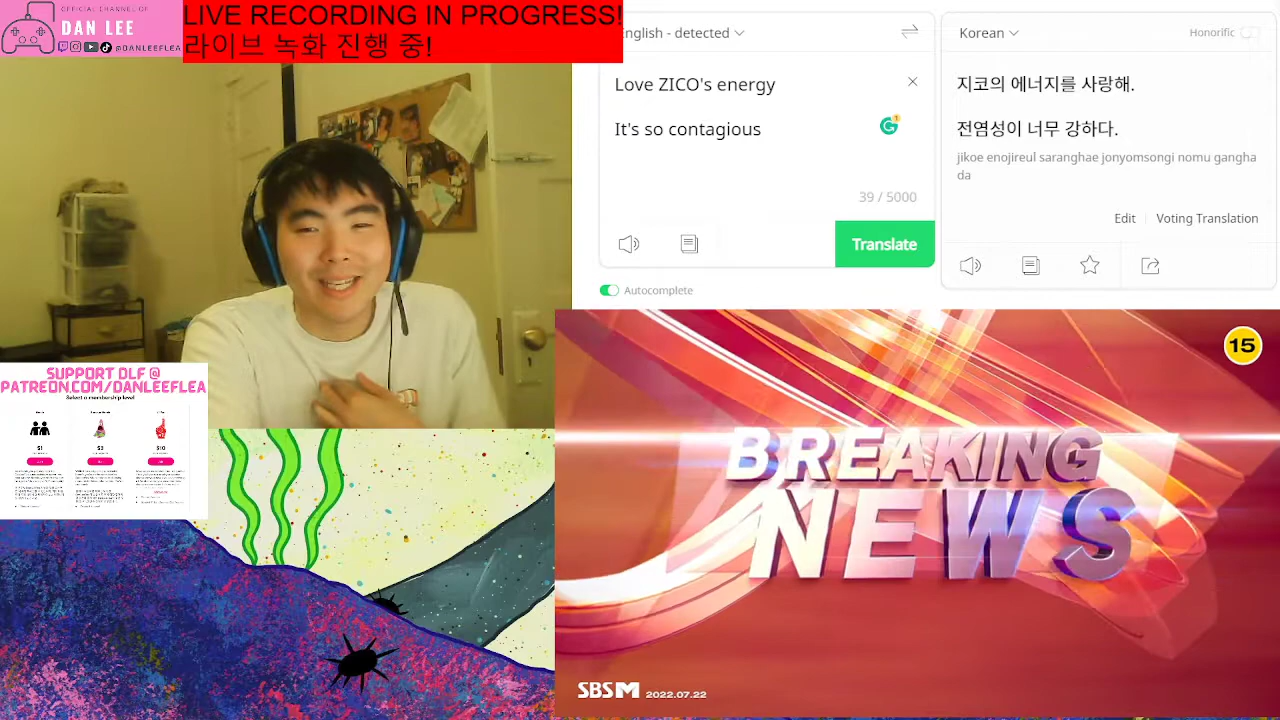 OFFICIAL CHANNEL OF
DAN LEE
@DANLEEFLEA
LIVE RECORDING IN PROGRESS!
라이브 녹화 진행 중!
nglish - detected
Love ZICO's energy
It's so contagious
39 / 5000
Translate
Autocomplete
Korean
Honorific
지코의 에너지를 사랑해.
전염성이 너무 강하다.
jikoe enojireul saranghae jonyomsongi nomu gangha
da
Edit
Voting Translation
SUPPORT DLF @
PATREON.COM/DANLEEFLEA
Select a membership level
15
BREAKING
NEWS
SBS M 2022.07.22